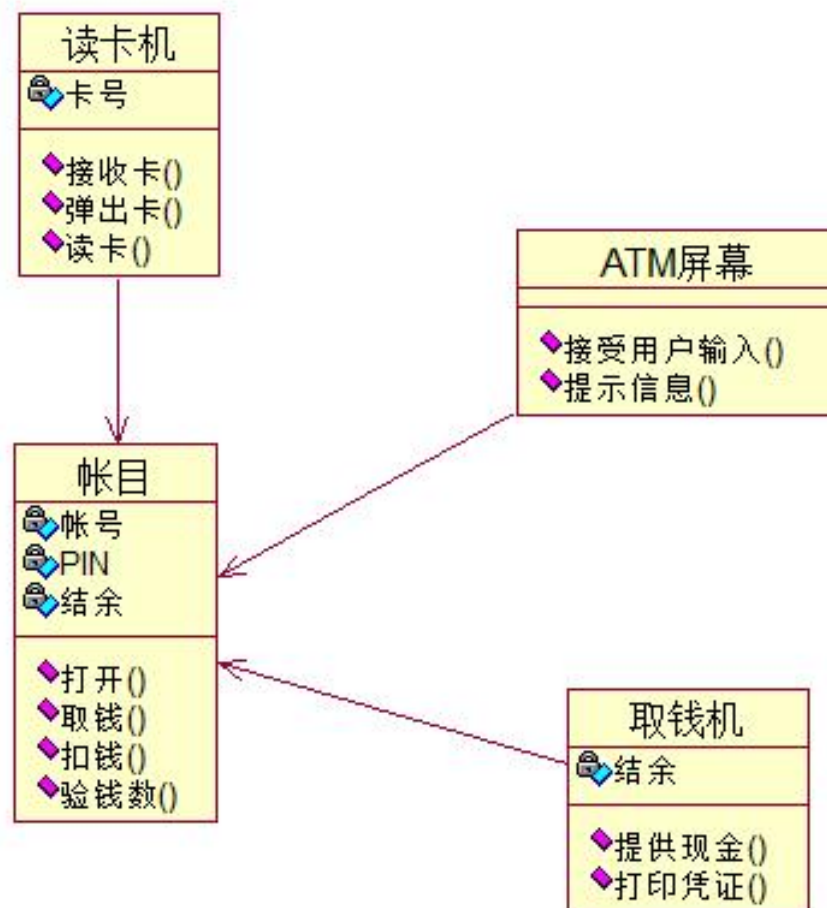 读卡机
卡号
接收卡()
弹出卡()
读卡()
ATM屏幕
接受用户输入()
提示信息()
帐目
帐号
PIN
结余
打开()
取钱()
扣钱()
验钱数()
取钱机
结余
提供现金()
打印凭证()